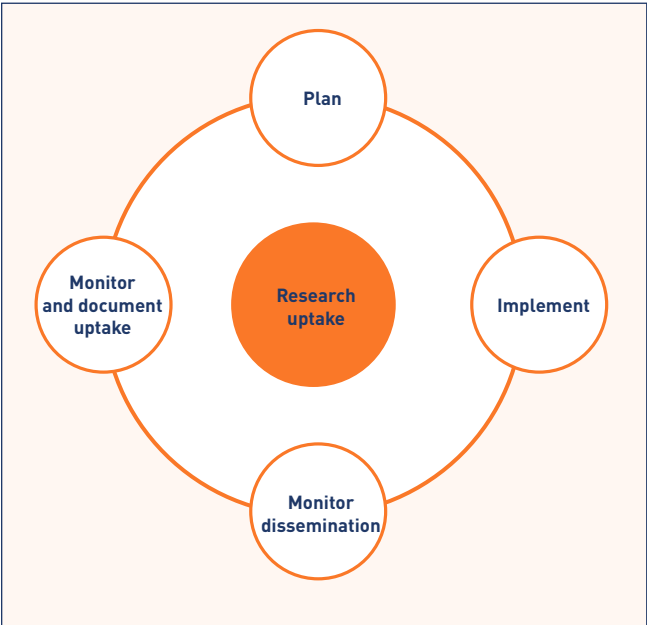 Plan
Monitor
and document
uptake
Research
uptake
Implement
Monitor
dissemination